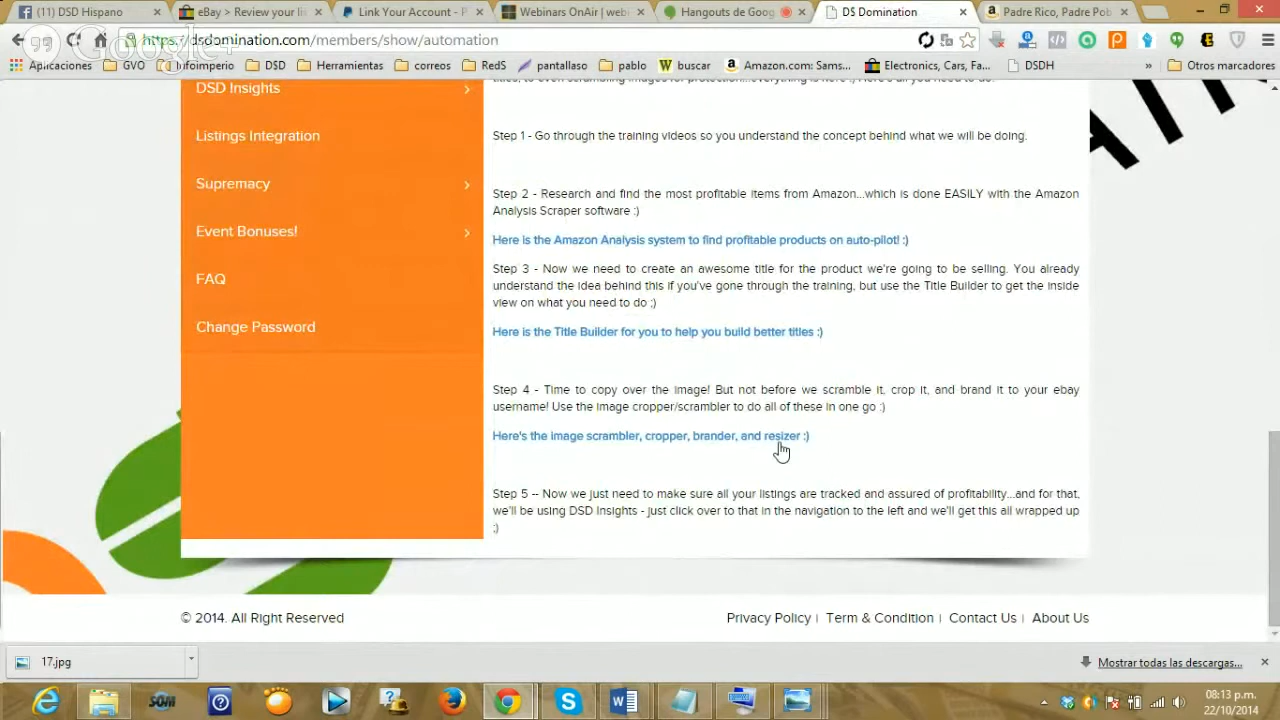 (11) DSD Hispano
eBay > Review your li
Link Your Account - P
Webinars OnAir | web
Hangouts de Goog
DS Domination
Padre Rico, Padre Pob
Google+
https://dsdomination.com/members/show/automation
Aplicaciones
GVO
Infoimperio
DSD
Herramientas
correos
RedS
pantallaso
pablo
buscar
Amazon.com: Sams...
Electronics, Cars, Fa...
DSDH
»
Otros marcadores
DSD Insights
Listings Integration
Supremacy
Event Bonuses!
FAQ
Change Password
Step 1 - Go through the training videos so you understand the concept behind what we will be doing.
Step 2 - Research and find the most profitable items from Amazon...which is done EASILY with the Amazon
Analysis Scraper software :)
Here is the Amazon Analysis system to find profitable products on auto-pilot! :)
Step 3 - Now we need to create an awesome title for the product we're going to be selling. You already
understand the idea behind this if you've gone through the training, but use the Title Builder to get the inside
view on what you need to do ;)
Here is the Title Builder for you to help you build better titles :)
Step 4 - Time to copy over the image! But not before we scramble it, crop it, and brand it to your ebay
username! Use the image cropper/scrambler to do all of these in one go :)
Here's the image scrambler, cropper, brander, and resizer :)
Step 5 -- Now we just need to make sure all your listings are tracked and assured of profitability...and for that,
we'll be using DSD Insights - just click over to that in the navigation to the left and we'll get this all wrapped up
;)
© 2014. All Right Reserved
Privacy Policy | Term & Condition | Contact Us | About Us
17.jpg
Mostrar todas las descargas...
SOM
08:13 p.m.
22/10/2014